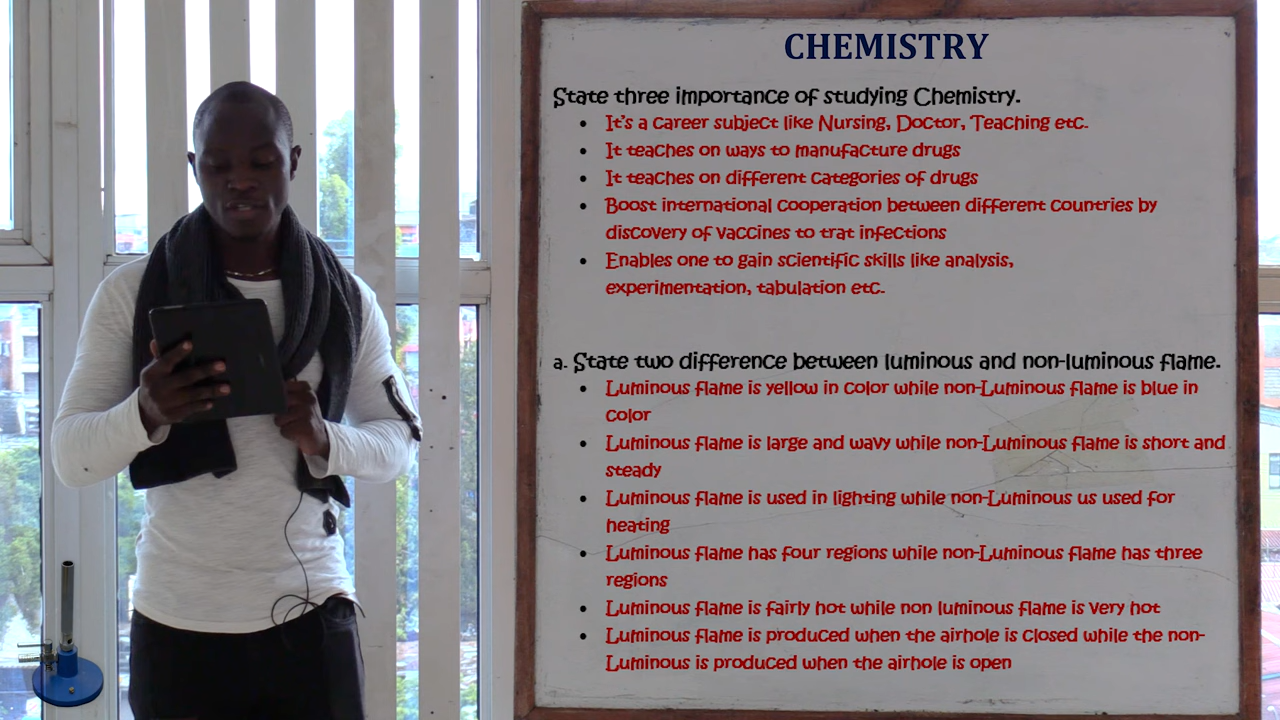 CHEMISTRY
State three importance of studying Chemistry.
• It's a career subject like Nursing, Doctor, Teaching etc.
• It teaches on ways to manufacture drugs
• It teaches on different categories of drugs
• Boost international cooperation between different countries by
discovery of vaccines to trat infections
• Enables one to gain scientific skills like analysis,
experimentation, tabulation etc.
a. State two difference between luminous and non-luminous flame.
• Luminous flame is yellow in color while non-Luminous flame is blue in
color
• Luminous flame is large and wavy while non-Luminous flame is short and
steady
• Luminous flame is used in lighting while non-Luminous us used for
heating
• Luminous flame has four regions while non-Luminous flame has three
regions
• Luminous flame is fairly hot while non luminous flame is very hot
• Luminous flame is produced when the airhole is closed while the non-
Luminous is produced when the airhole is open